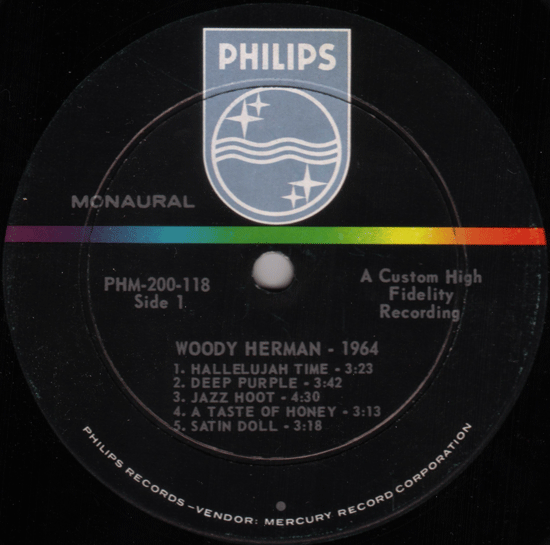 PHILIPS
MONAURAL
PHM-200-118
Side 1
A Custom High
Fidelity
Recording
WOODY HERMAN - 1964
1. HALLELUJAH TIME - 3:23
2. DEEP PURPLE - 3:42
3. JAZZ HOOT - 4:30
4. A TASTE OF HONEY - 3:13
5. SATIN DOLL - 3:18
PHILIPS RECORDS–VENDOR: MERCURY RECORD CORPORATION